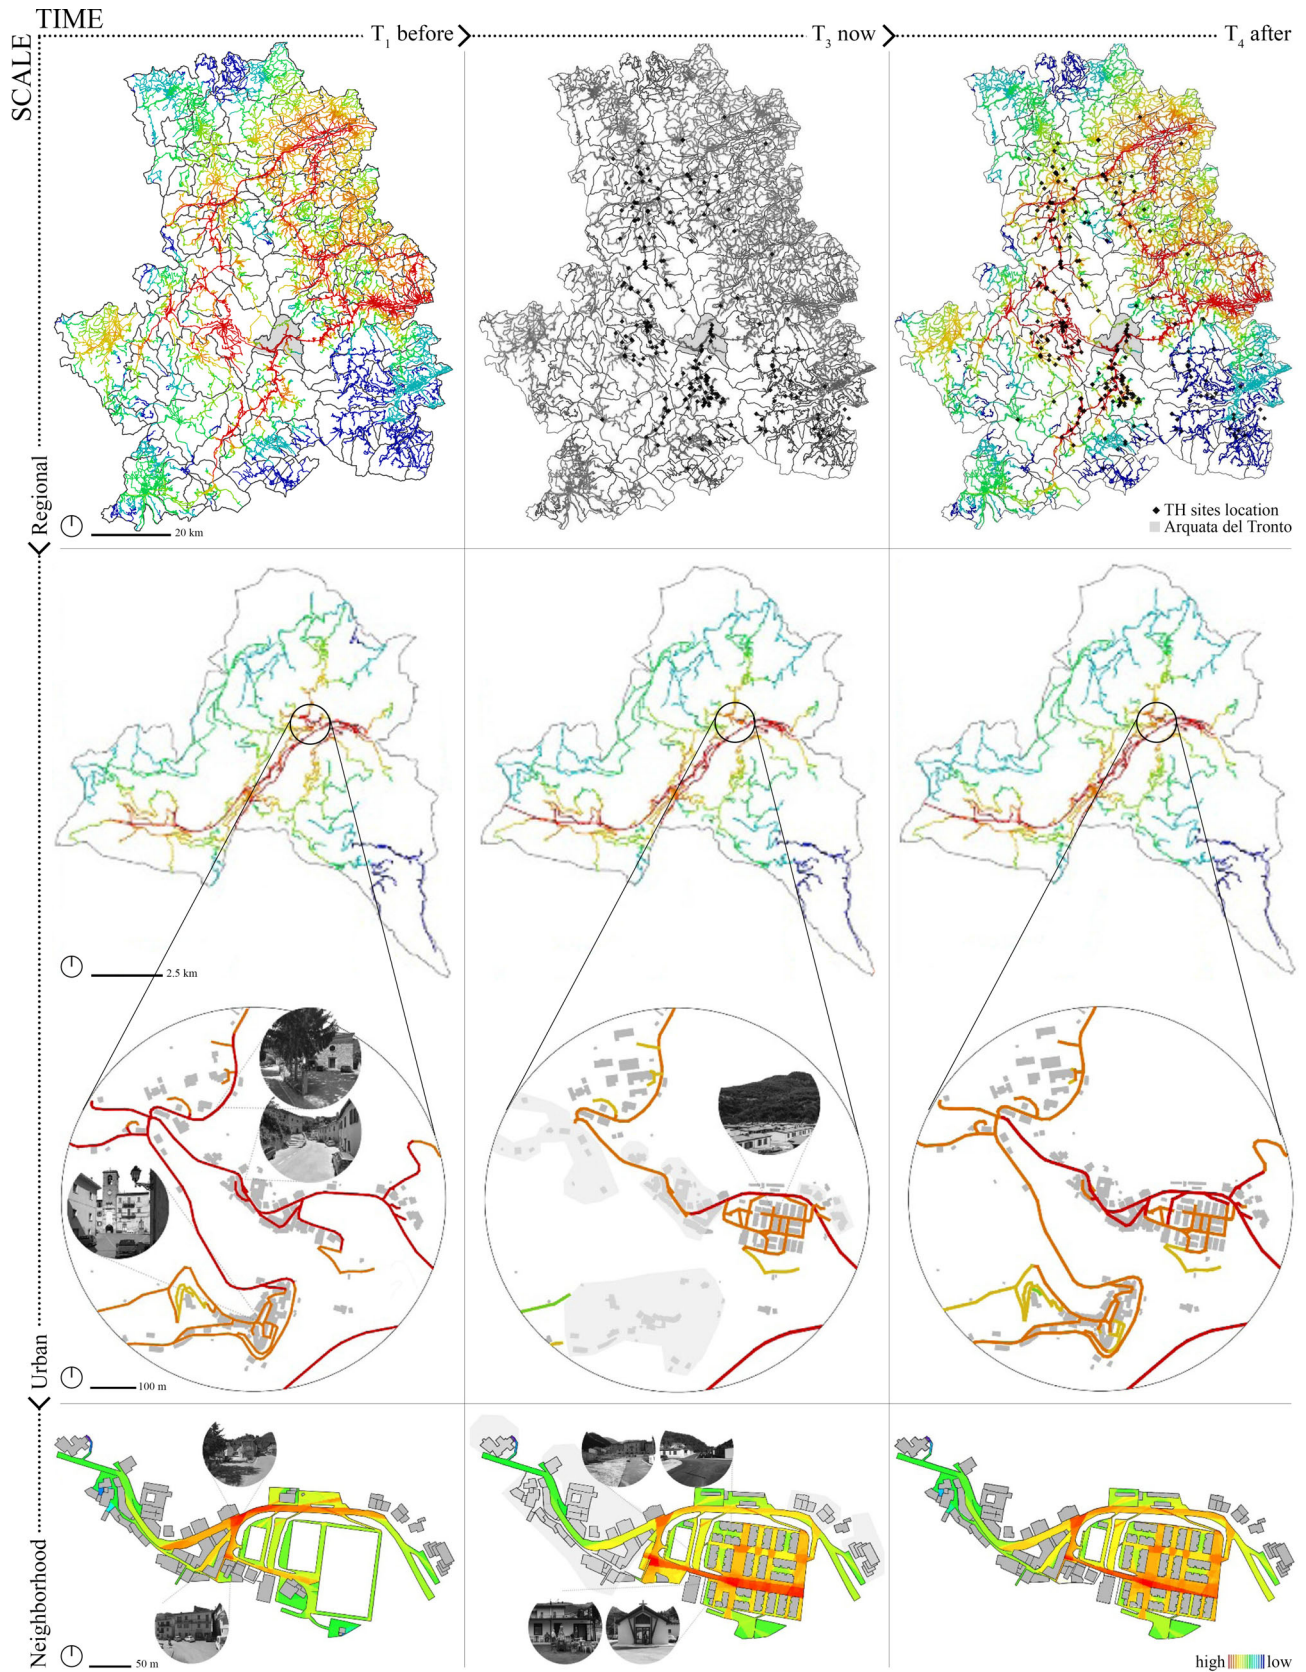 TIME
SCALE
T1 before
T3 now
T4 after
Regional
20 km
TH sites location
Arquata del Tronto
2.5 km
Urban
100 m
Neighborhood
50 m
high low